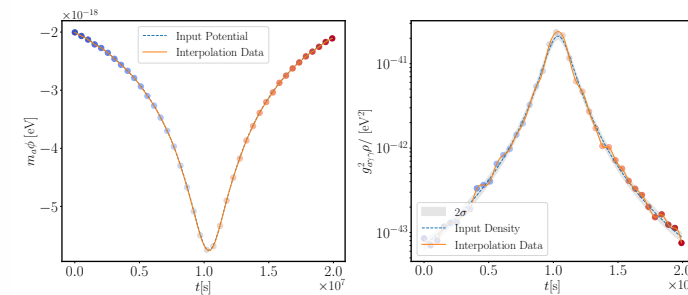 ×10⁻¹⁸
−2
−3
−4
−5
m_aϕ [eV]
Input Potential
Interpolation Data
0.0
0.5
1.0
1.5
2.0
×10⁷
t[s]
10⁻⁴¹
10⁻⁴²
10⁻⁴³
g²_{aγγ}ρ/ [eV²]
2σ
Input Density
Interpolation Data
0.0
0.5
1.0
1.5
2.0
×10⁷
t[s]